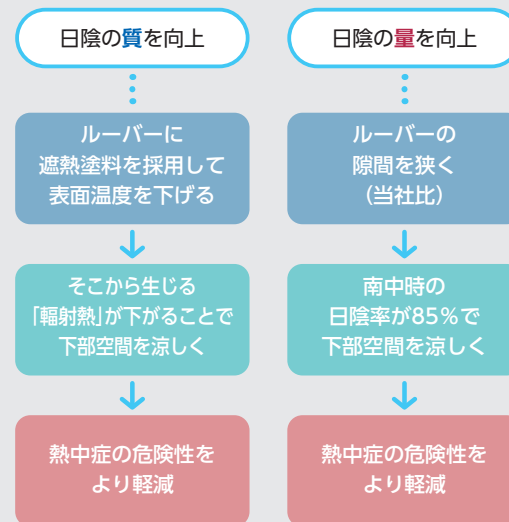 日陰の質を向上
ルーバーに
遮熱塗料を採用して
表面温度を下げる
そこから生じる
「輻射熱」が下がることで
下部空間を涼しく
熱中症の危険性を
より軽減
日陰の量を向上
ルーバーの
隙間を狭く
（当社比）
南中時の
日陰率が85％で
下部空間を涼しく
熱中症の危険性を
より軽減